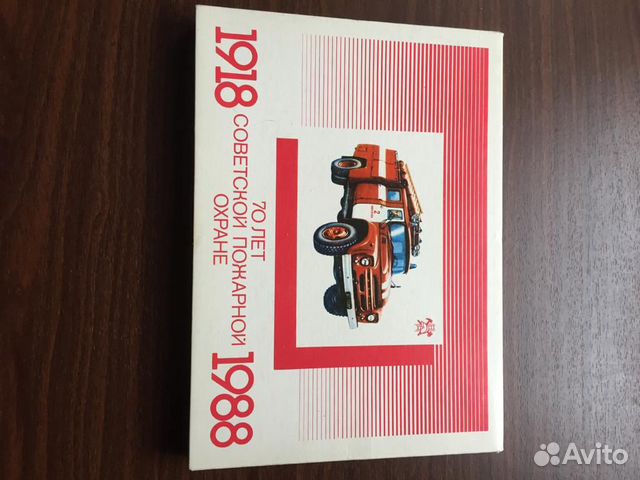 1918
70 ЛЕТ
СОВЕТСКОЙ ПОЖАРНОЙ
ОХРАНЕ
1988
2
Avito